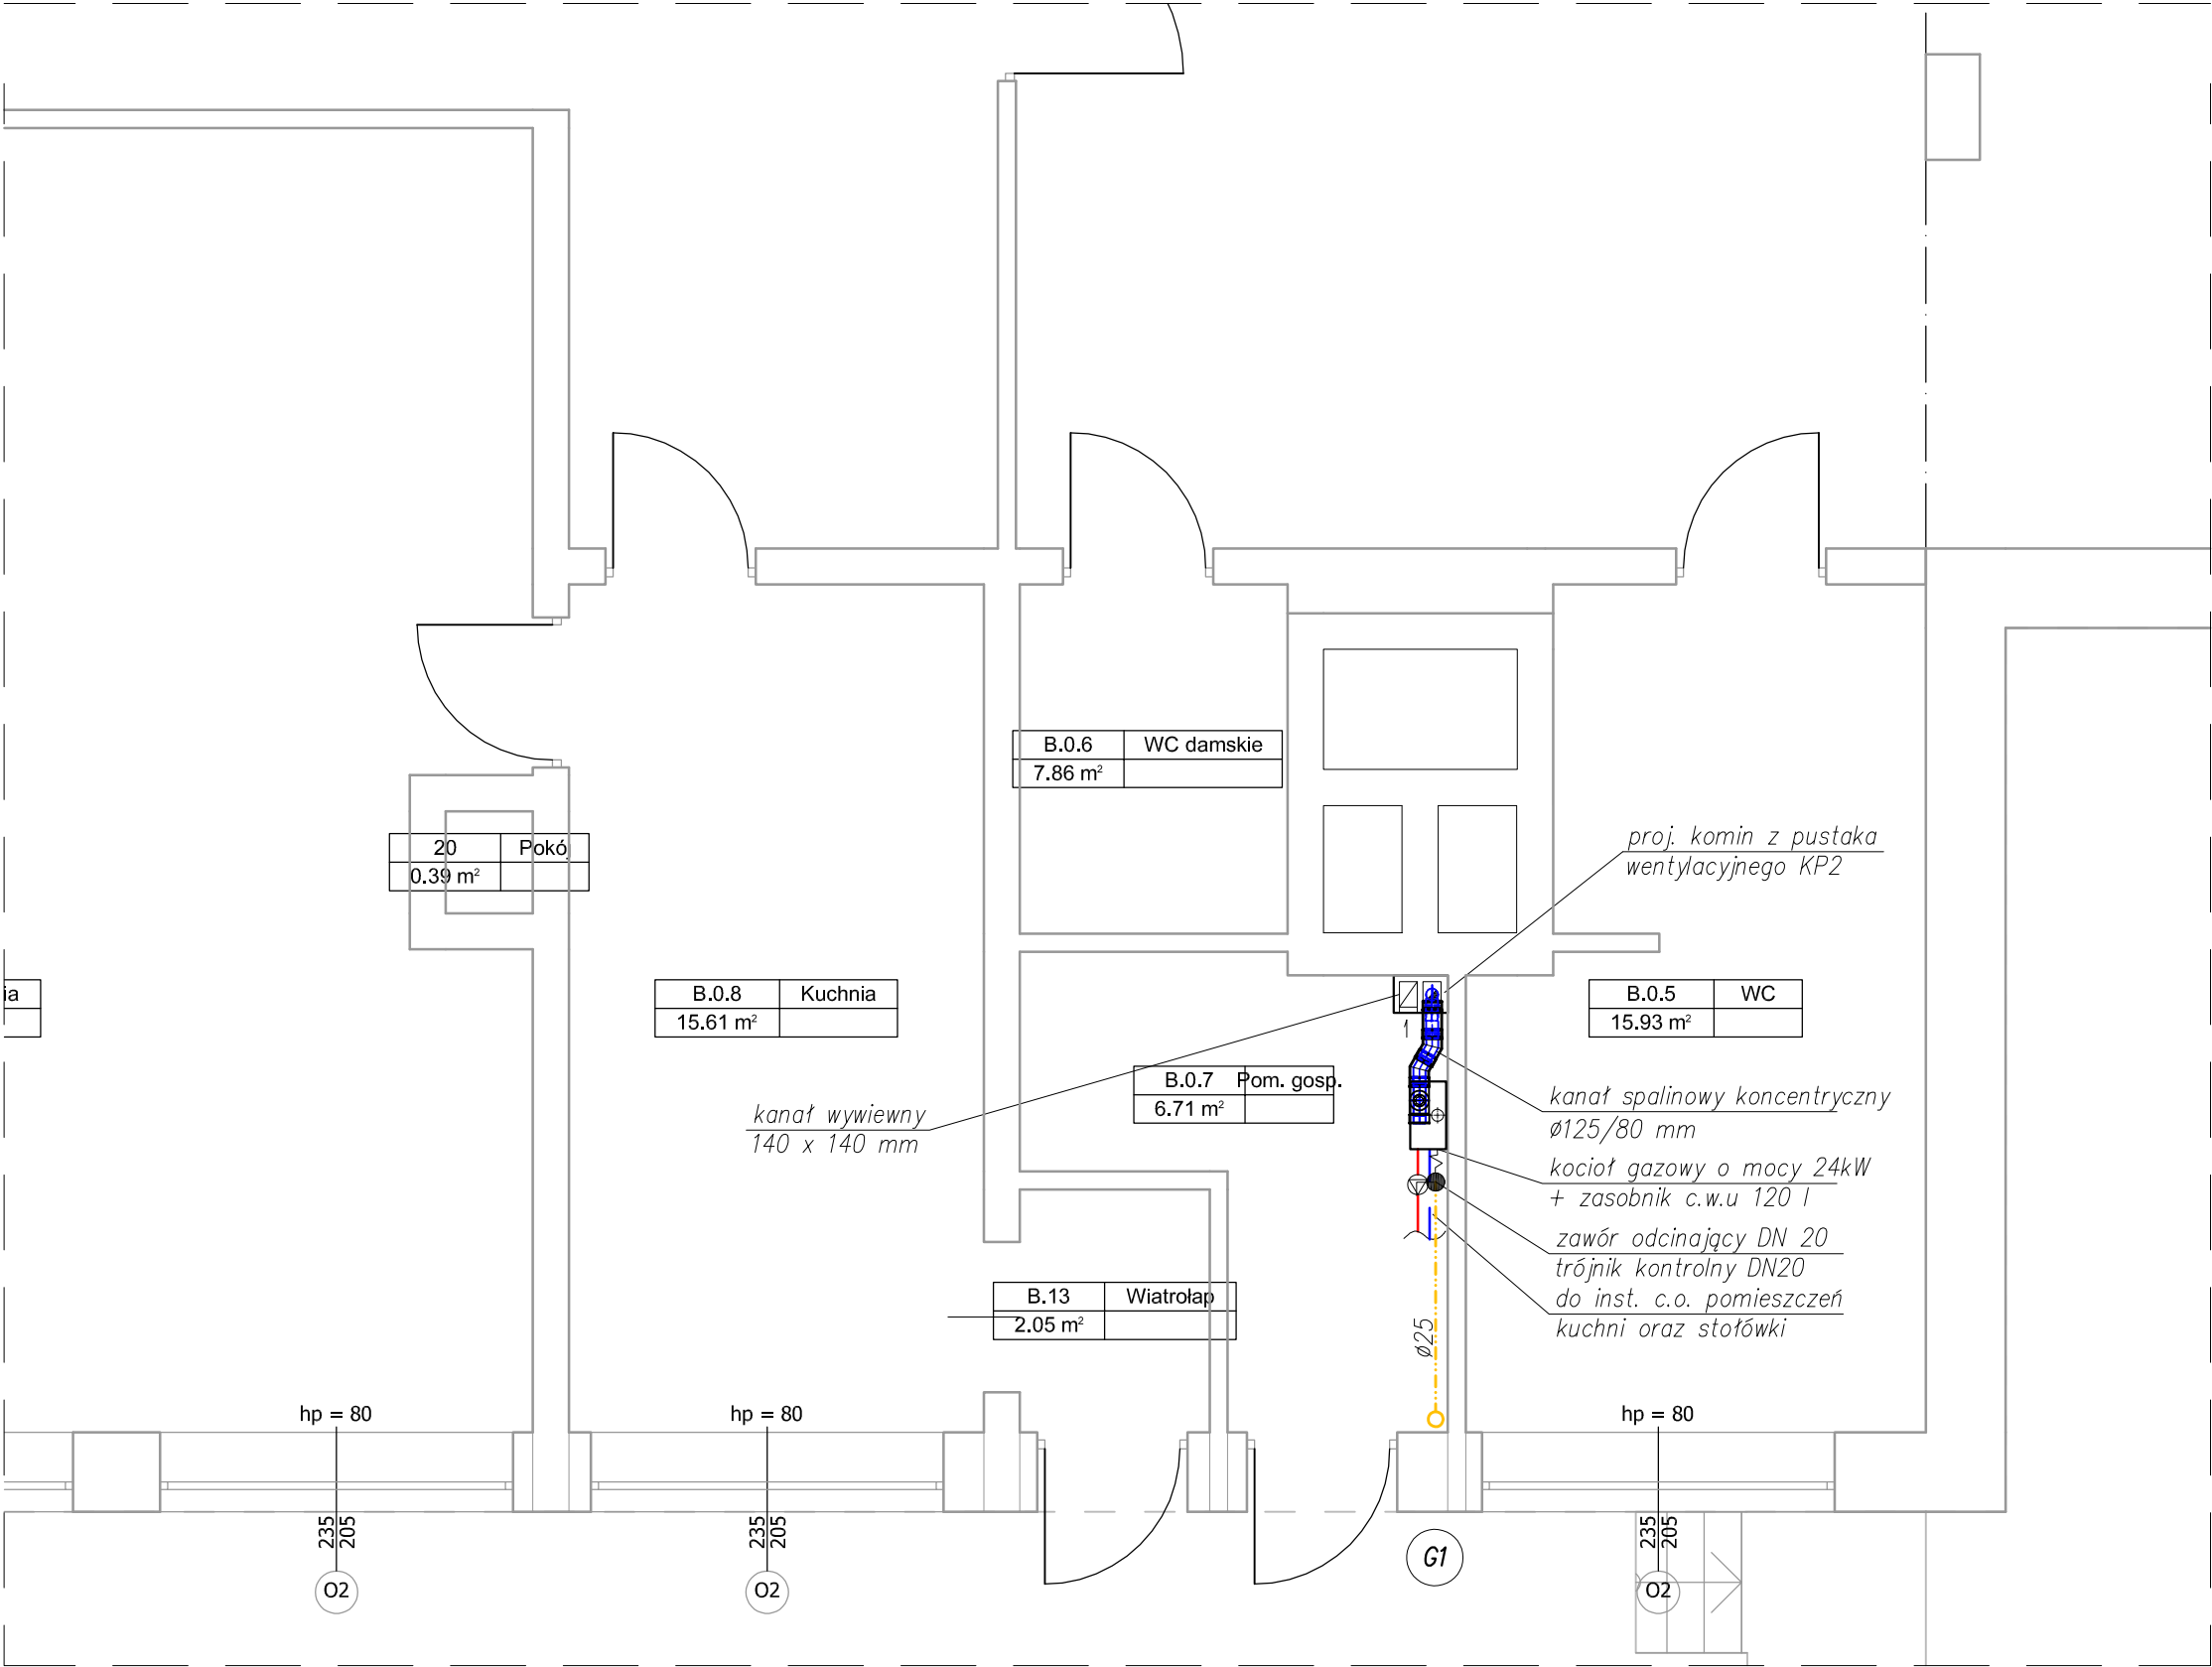 B.0.6 WC damskie
7.86 m²
proj. komin z pustaka
wentylacyjnego KP2
20 Pokój
0.39 m²
ia
B.0.8 Kuchnia
15.61 m²
B.0.5 WC
15.93 m²
1
B.0.7 Pom. gosp.
6.71 m²
kanał wywiewny
140 x 140 mm
kanał spalinowy koncentryczny
ø125/80 mm
kocioł gazowy o mocy 24kW
+ zasobnik c.w.u 120 l
zawór odcinający DN 20
trójnik kontrolny DN20
do inst. c.o. pomieszczeń
kuchni oraz stołówki
B.13 Wiatrołap
2.05 m²
ø25
hp = 80
hp = 80
hp = 80
235
205
235
205
235
205
G1
O2
O2
O2